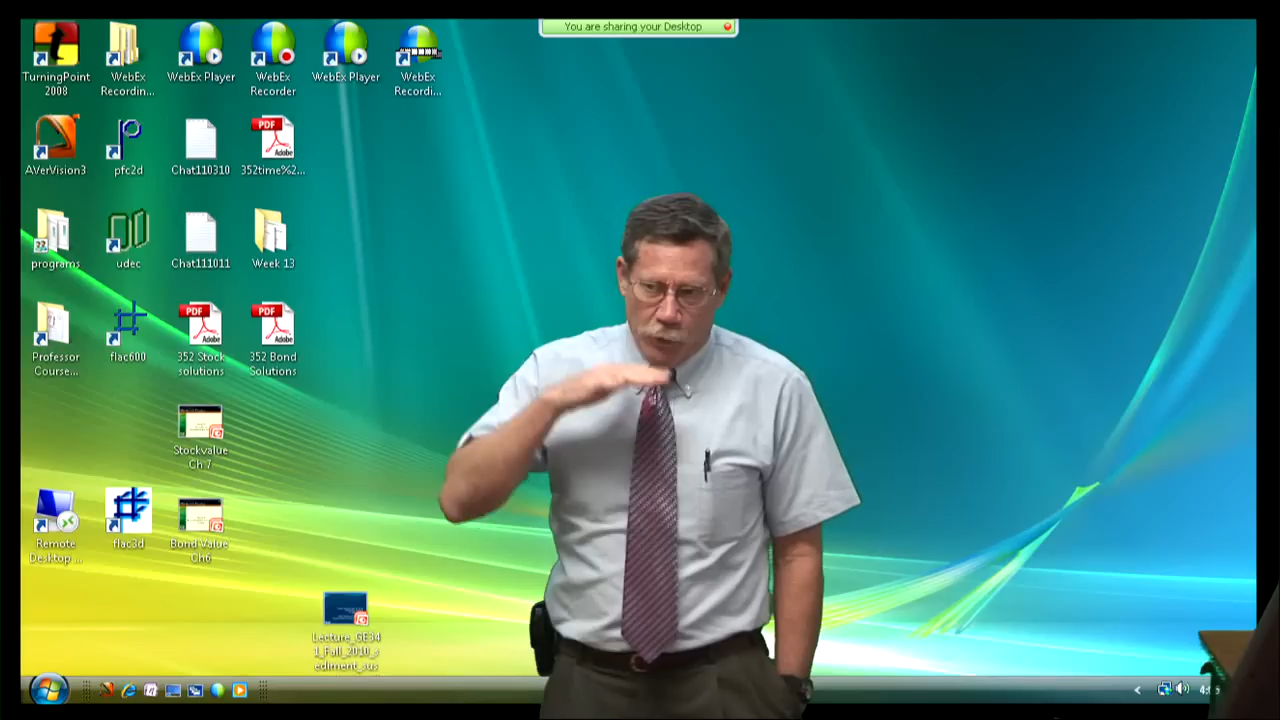 You are sharing your Desktop
TurningPoint
2008
WebEx
Recordin...
WebEx Player
WebEx
Recorder
WebEx Player
WebEx
Recordi...
AVerVision3
pfc2d
Chat110310
352time%2...
programs
udec
Chat111011
Week 13
Professor
Course...
flac600
352 Stock
solutions
352 Bond
Solutions
Stockvalue
Ch 7
Remote
Desktop ...
flac3d
Bond Value
Ch6
Lecture_GE34
1_Fall_2010_s
ediment_sus